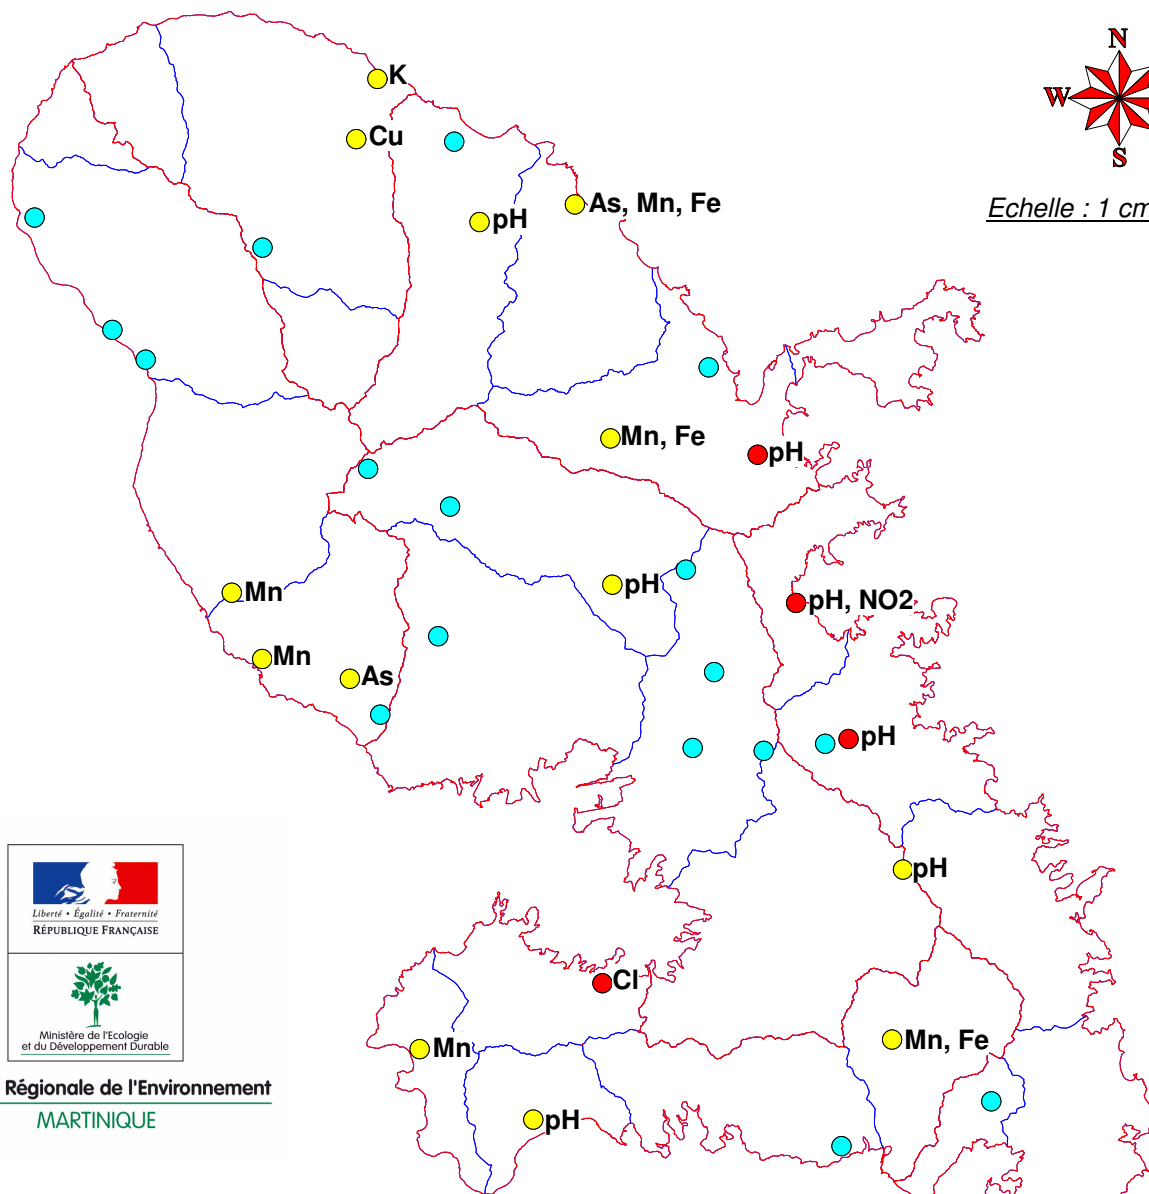 N
K
W
Cu
S
As, Mn, Fe
pH
Echelle : 1 cm
Mn, Fe
pH
pH
Mn
pH, NO2
Mn
As
pH
pH
Liberté • Égalité • Fraternité
RÉPUBLIQUE FRANÇAISE
Cl
Ministère de l'Ecologie
et du Développement Durable
Mn
Mn, Fe
Régionale de l'Environnement
MARTINIQUE
pH